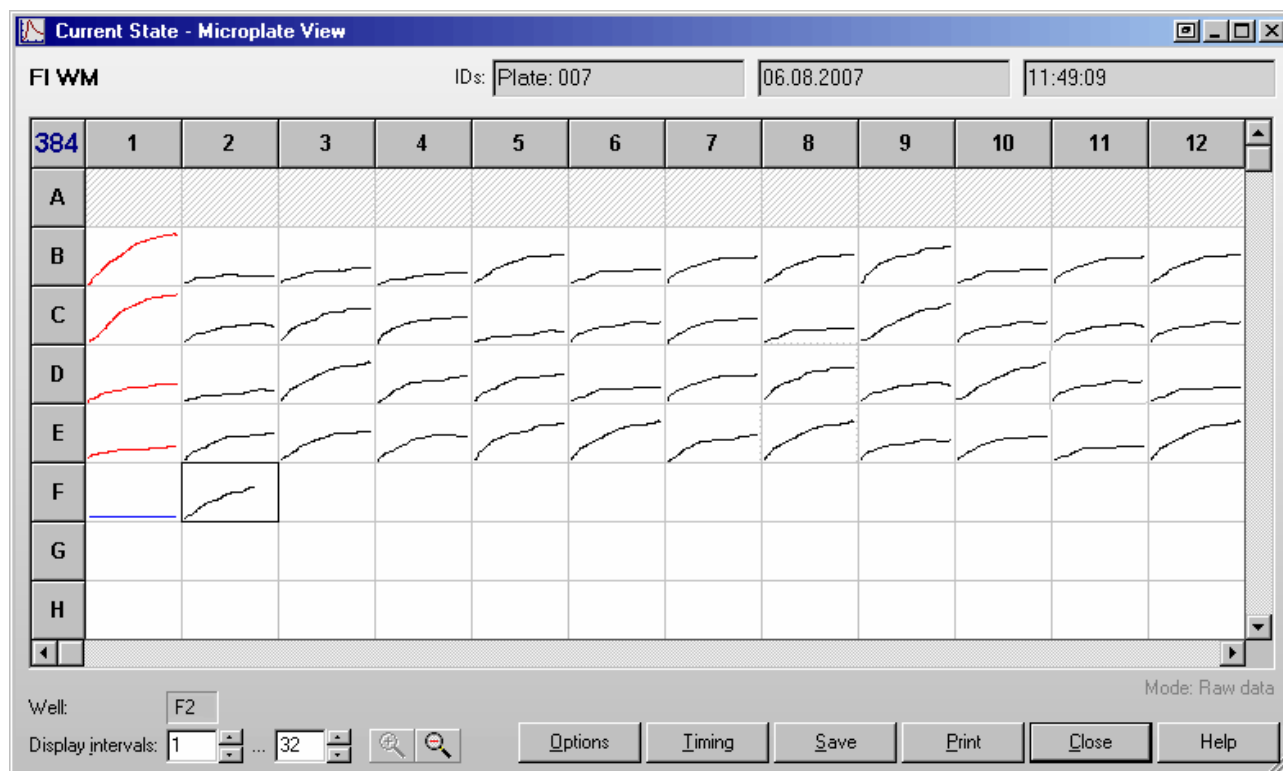 Current State - Microplate View
FI WM IDs: Plate: 007 06.08.2007 11:49:09
384 1 2 3 4 5 6 7 8 9 10 11 12
A
B
C
D
E
F
G
H
Mode: Raw data
Well: F2
Display intervals: 1 ... 32 Options Timing Save Print Close Help